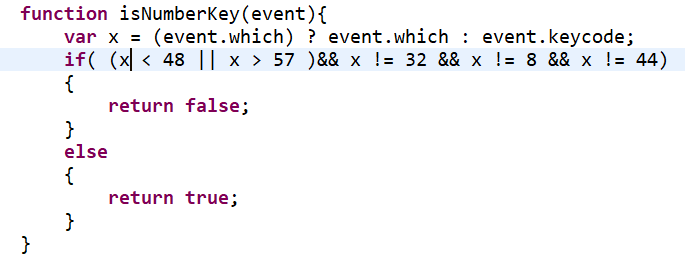 function isNumberKey(event){
    var x = (event.which) ? event.which : event.keycode;
    if( (x < 48 || x > 57 )&& x != 32 && x != 8 && x != 44)
    {
        return false;
    }
    else
    {
        return true;
    }
}